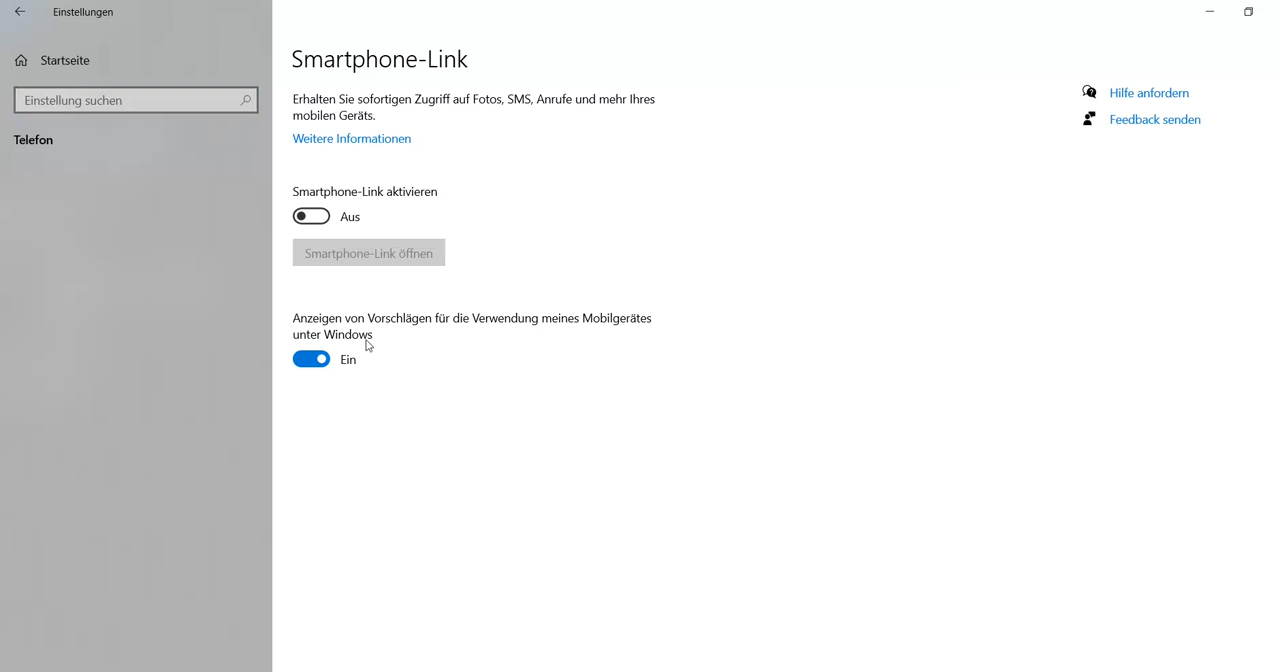 Einstellungen
Startseite
Einstellung suchen
Telefon
Smartphone-Link
Erhalten Sie sofortigen Zugriff auf Fotos, SMS, Anrufe und mehr Ihres
mobilen Geräts.
Weitere Informationen
Smartphone-Link aktivieren
Aus
Smartphone-Link öffnen
Anzeigen von Vorschlägen für die Verwendung meines Mobilgerätes
unter Windows
Ein
Hilfe anfordern
Feedback senden